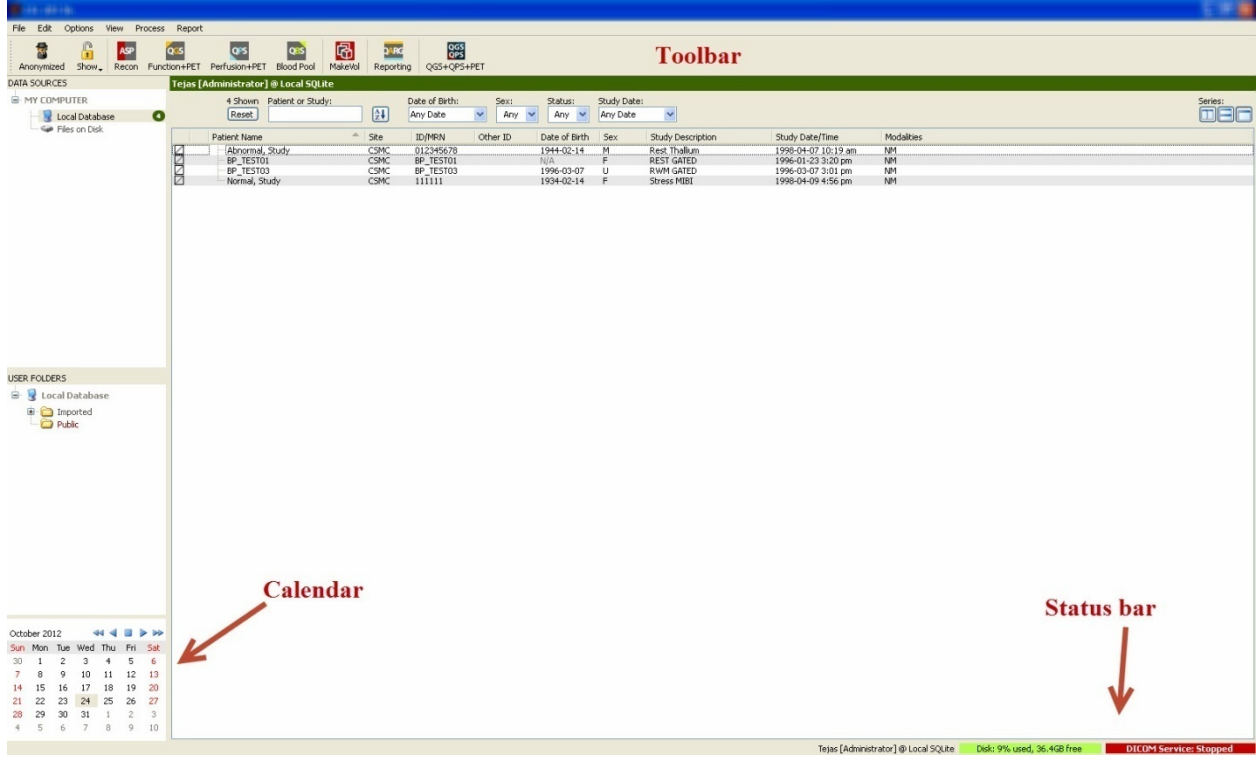 File Edit Options View Process Report
ASP QGS QPS QBS QARG QGS QPS
Anonymized Show Recon Function+PET Perfusion+PET Blood Pool MakeVol Reporting QGS+QPS+PET
Toolbar
DATA SOURCES
MY COMPUTER
Local Database 4
Files on Disk
Tejas [Administrator] @ Local SQLite
4 Shown Patient or Study: Date of Birth: Sex: Status: Study Date: Series:
Reset Any Date Any Any Any Date
Patient Name Site ID/MRN Other ID Date of Birth Sex Study Description Study Date/Time Modalities
Abnormal, Study CSMC 012345678 1944-02-14 M Rest Thallium 1998-04-07 10:19 am NM
BP_TEST01 CSMC BP_TEST01 N/A F REST GATED 1996-01-23 3:20 pm NM
BP_TEST03 CSMC BP_TEST03 1996-03-07 U RWM GATED 1996-03-07 3:01 pm NM
Normal, Study CSMC 111111 1934-02-14 F Stress MIBI 1998-04-09 4:56 pm NM
USER FOLDERS
Local Database
Imported
Public
Calendar
Status bar
October 2012
Sun Mon Tue Wed Thu Fri Sat
30 1 2 3 4 5 6
7 8 9 10 11 12 13
14 15 16 17 18 19 20
21 22 23 24 25 26 27
28 29 30 31 1 2 3
4 5 6 7 8 9 10
Tejas [Administrator] @ Local SQLite Disk: 9% used, 36.4GB free DICOM Service: Stopped